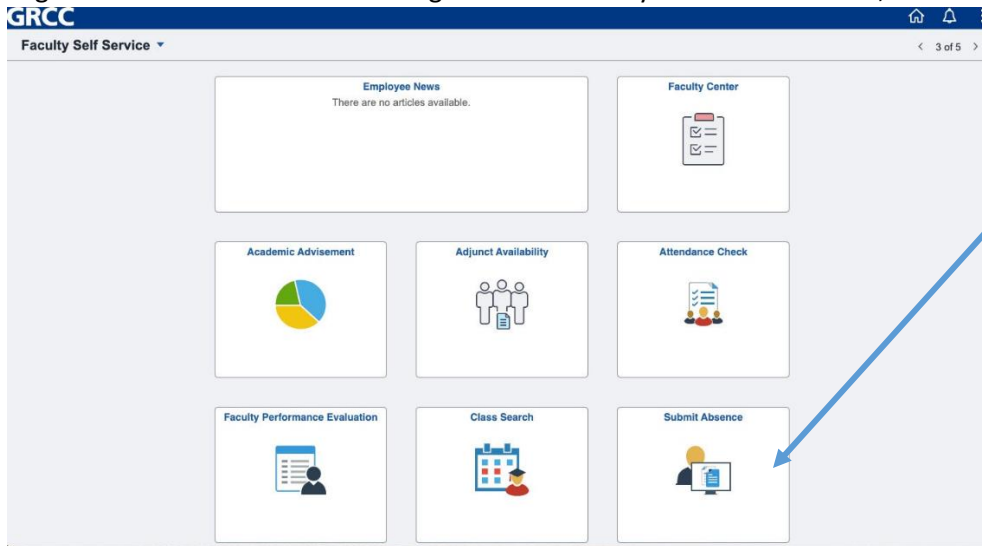 GRCC
Faculty Self Service
3 of 5
Employee News
There are no articles available.
Faculty Center
Academic Advisement
Adjunct Availability
Attendance Check
Faculty Performance Evaluation
Class Search
Submit Absence